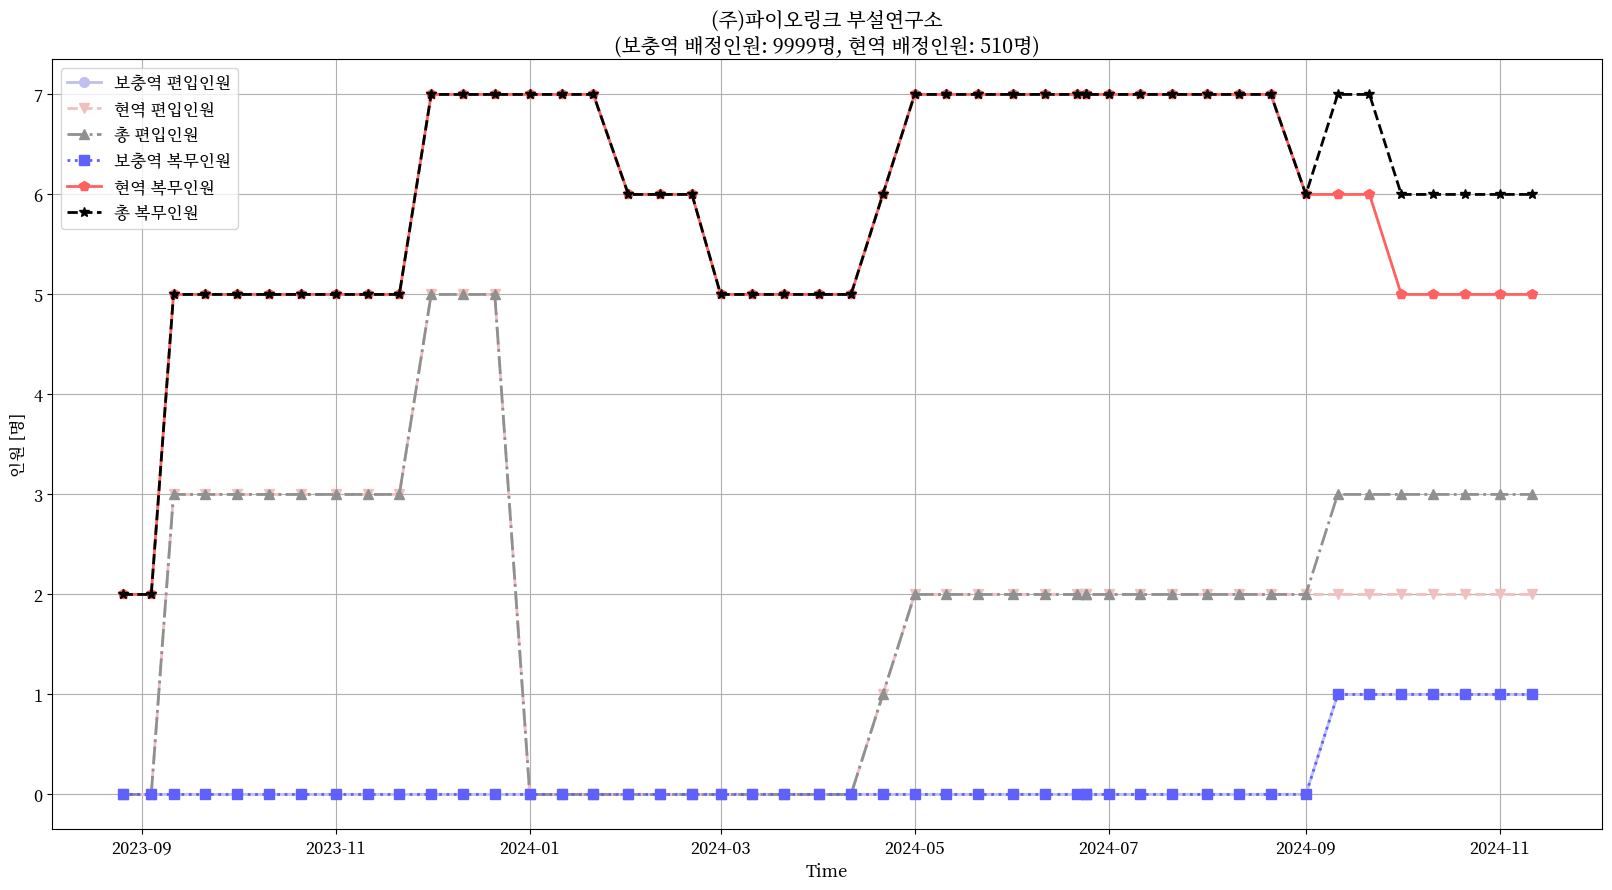 (주)파이오링크 부설연구소
(보충역 배정인원: 9999명, 현역 배정인원: 510명)
보충역 편입인원
현역 편입인원
총 편입인원
보충역 복무인원
현역 복무인원
총 복무인원
인원 [명]
7
6
5
4
3
2
1
0
2023-09
2023-11
2024-01
2024-03
2024-05
2024-07
2024-09
2024-11
Time